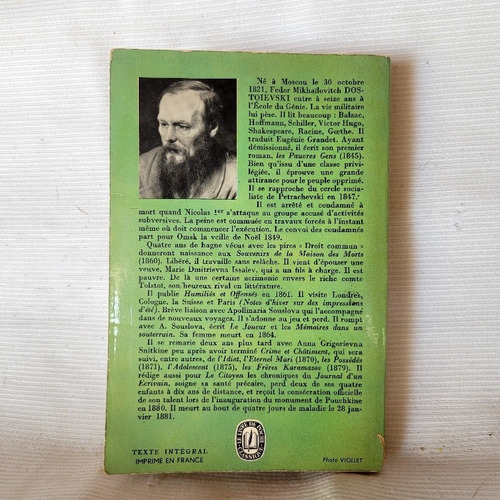 Né à Moscou le 30 octobre
1821, Fedor Mikhaïlovitch DOS-
TOIEVSKI entre à seize ans à
l'École du Génie. La vie militaire
lui pèse. Il lit beaucoup : Balzac,
Hoffmann, Schiller, Victor Hugo,
Shakespeare, Racine, Gœthe. Il
traduit Eugénie Grandet. Ayant
démissionné, il écrit son premier
roman, les Pauvres Gens (1845).
Bien qu'issu d'une classe privi-
légiée, il éprouve une grande
attirance pour le peuple opprimé.
Il se rapproche du cercle socia-
liste de Petrachevski en 1847.
Il est arrêté et condamné à
mort quand Nicolas 1er s'attaque au groupe accusé d'activités
subversives. La peine est commuée en travaux forcés à l'instant
même où doit commencer l'exécution. Le convoi des condamnés
part pour Omsk la veille de Noël 1849.
Quatre ans de bagne vécus avec les pires « Droit commun »
donneront naissance aux Souvenirs de la Maison des Morts
(1860). Libéré, il travaille sans relâche. Il vient d'épouser une
veuve, Marie Dmitrievna Issaïev, qui a un fils à charge. Il est
pauvre. De là une certaine acrimonie envers le riche comte
Tolstoï, son heureux rival en littérature.
Il publie Humiliés et Offensés en 1861. Il visite Londres,
Cologne, la Suisse et Paris (Notes d'hiver sur des impressions
d'été). Brève liaison avec Apollinaria Souslova qui l'accompagne
dans de nouveaux voyages. Il s'adonne au jeu et perd. Il rompt
avec A. Souslova, écrit Le Joueur et les Mémoires dans un
souterrain. Sa femme meurt en 1864.
Il se remarie deux ans plus tard avec Anna Grigorievna
Snitkine peu après avoir terminé Crime et Châtiment, qui sera
suivi, entre autres, de l'Idiot, l'Eternel Mari (1870), les Possédés
(1871), l'Adolescent (1875), les Frères Karamazov (1879). Il
rédige aussi pour Le Citoyen les chroniques du Journal d'un
Ecrivain, soigne sa santé précaire, perd deux de ses quatre
enfants à dix ans de distance, et reçoit la consécration officielle
de son talent lors de l'inauguration du monument de Pouchkine
en 1880. Il meurt au bout de quatre jours de maladie le 28 jan-
vier 1881.
TEXTE INTÉGRAL
IMPRIMÉ EN FRANCE
LE LIVRE DE POCHE
CLASSIQUE
Photo VIOLLET